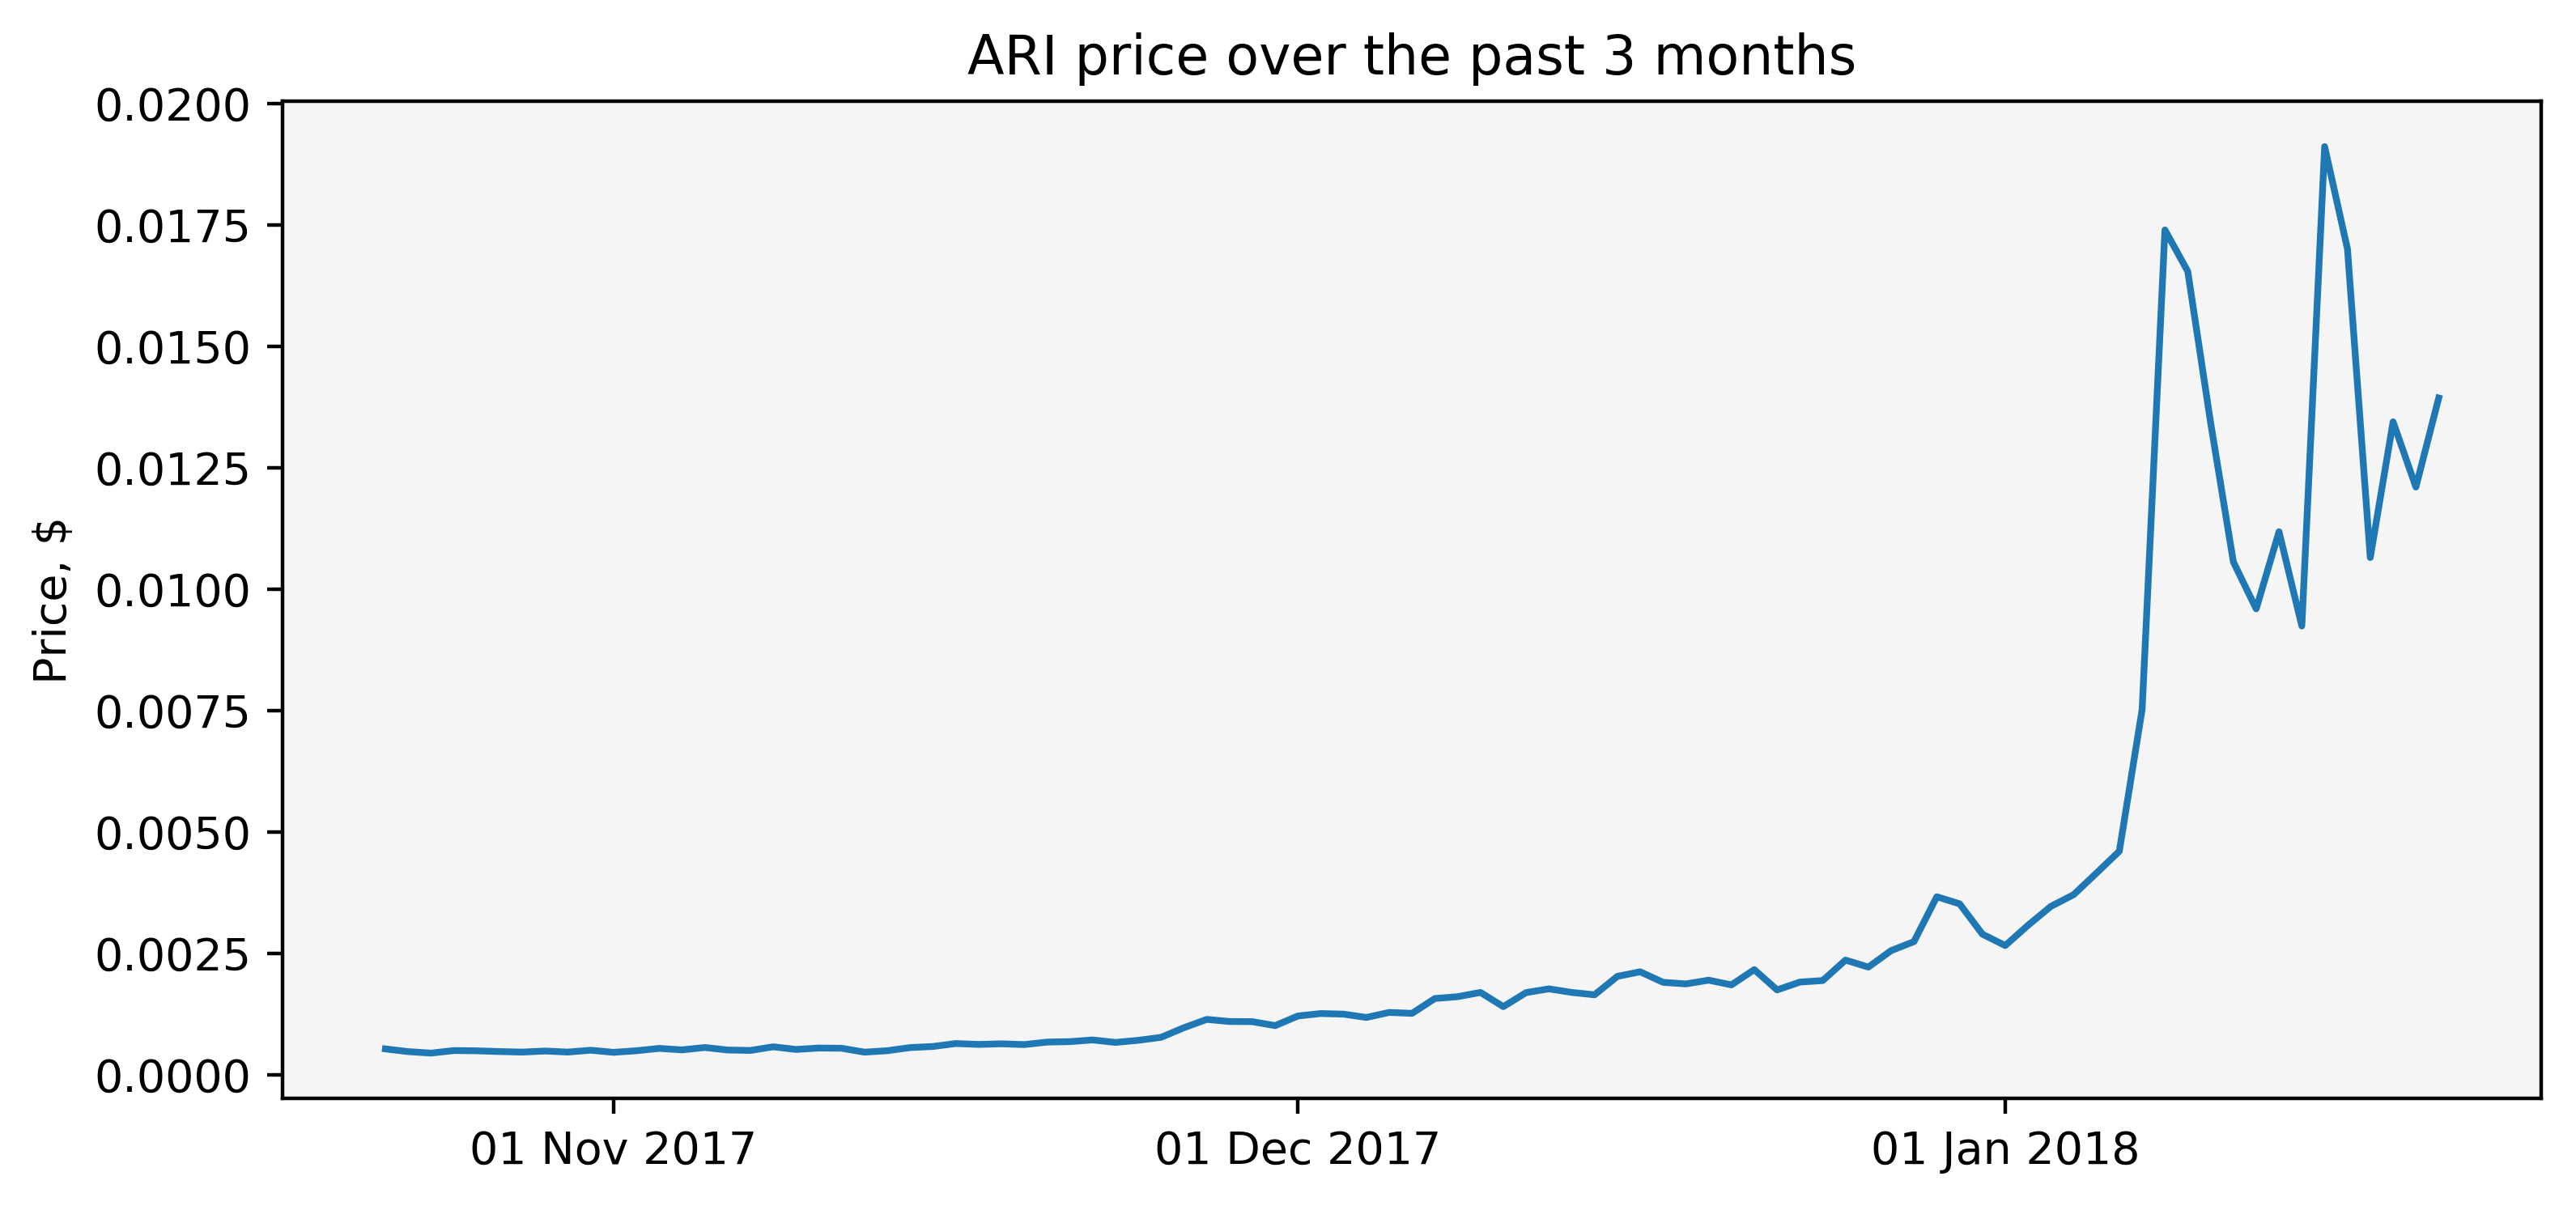 ARI price over the past 3 months
0.0200
0.0175
0.0150
0.0125
0.0100
0.0075
0.0050
0.0025
0.0000
Price, $
01 Nov 2017
01 Dec 2017
01 Jan 2018